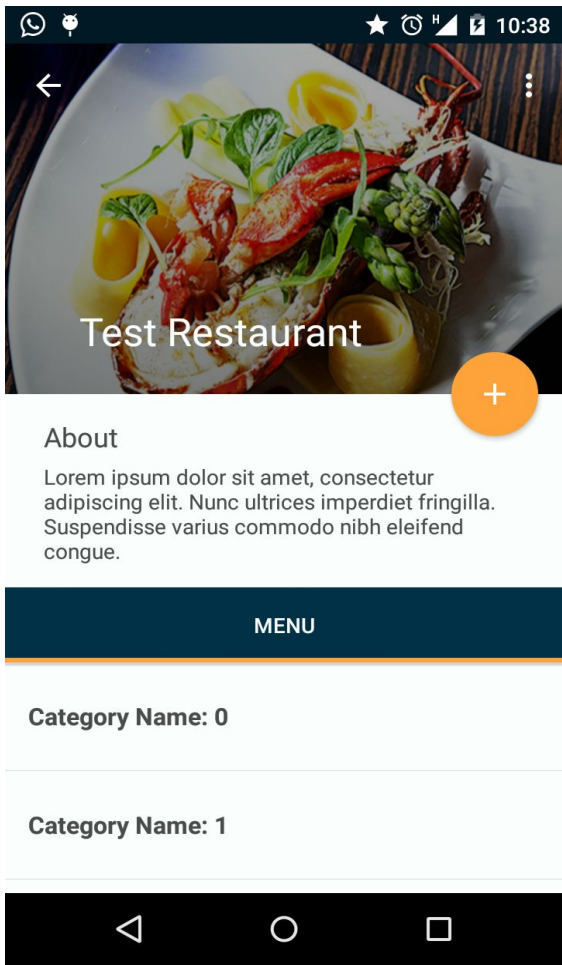 H 10:38
Test Restaurant
About
Lorem ipsum dolor sit amet, consectetur
adipiscing elit. Nunc ultrices imperdiet fringilla.
Suspendisse varius commodo nibh eleifend
congue.
MENU
Category Name: 0
Category Name: 1